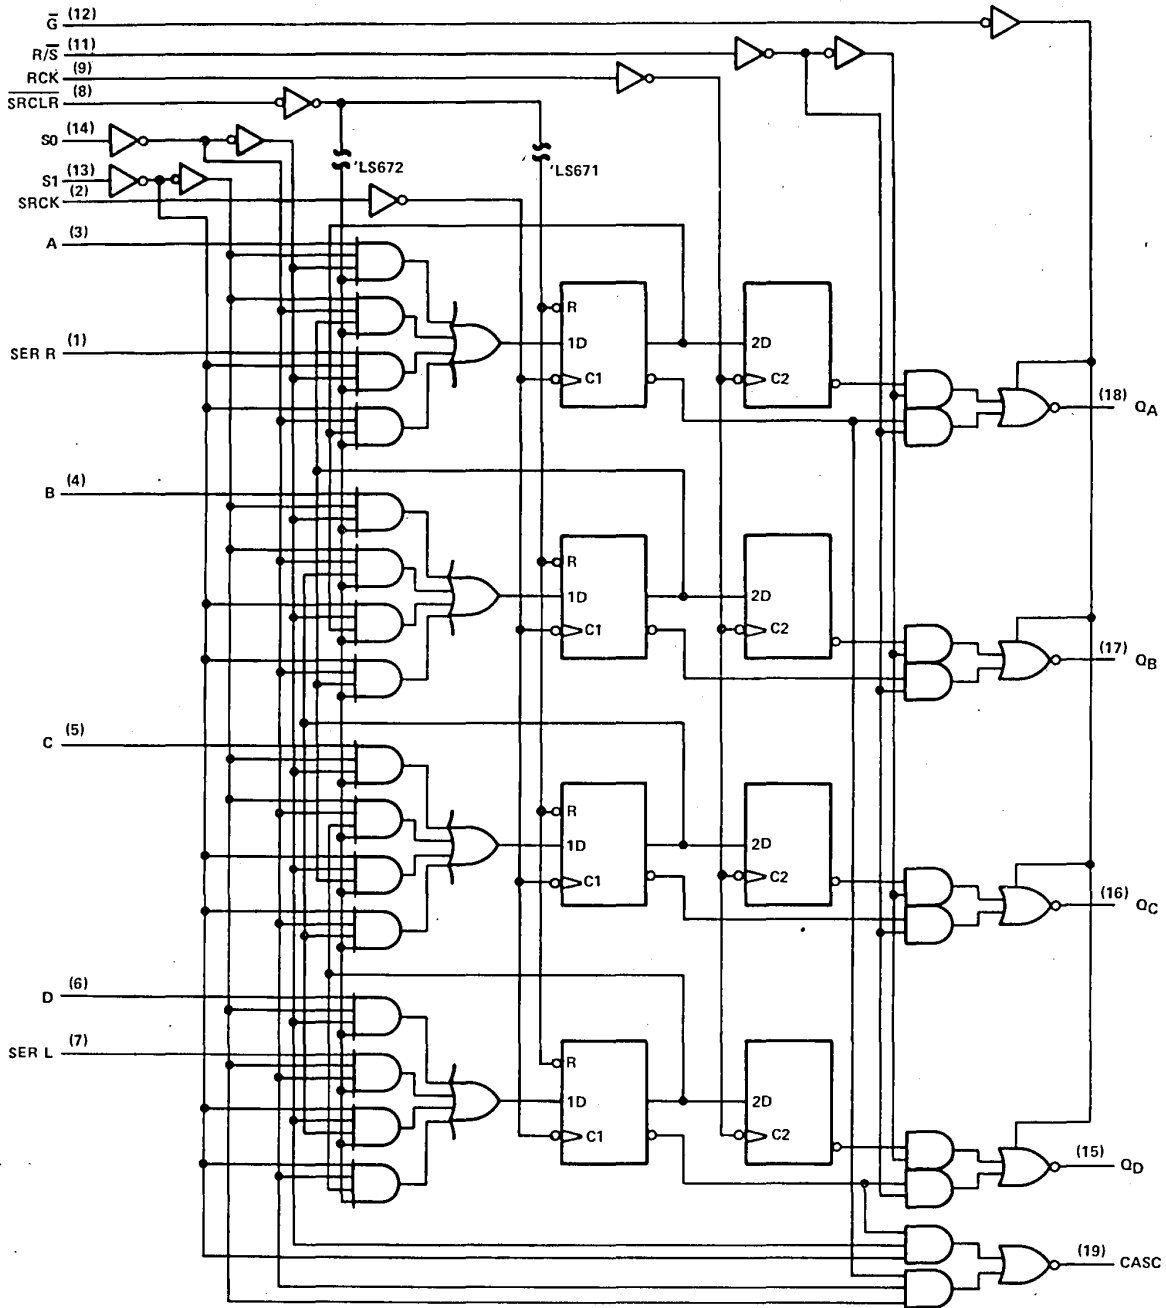 G̅ (12)
R/S̅ (11)
RCK (9)
S̅R̅C̅L̅R̅ (8)
S0 (14)
S1 (13)
SRCK (2)
'LS672
'LS671
A (3)
R
SER R (1)
1D
2D
C1
C2
(18) QA
B (4)
R
1D
2D
C1
C2
(17) QB
C (5)
R
1D
2D
C1
C2
(16) QC
D (6)
SER L (7)
R
1D
2D
C1
C2
(15) QD
(19) CASC